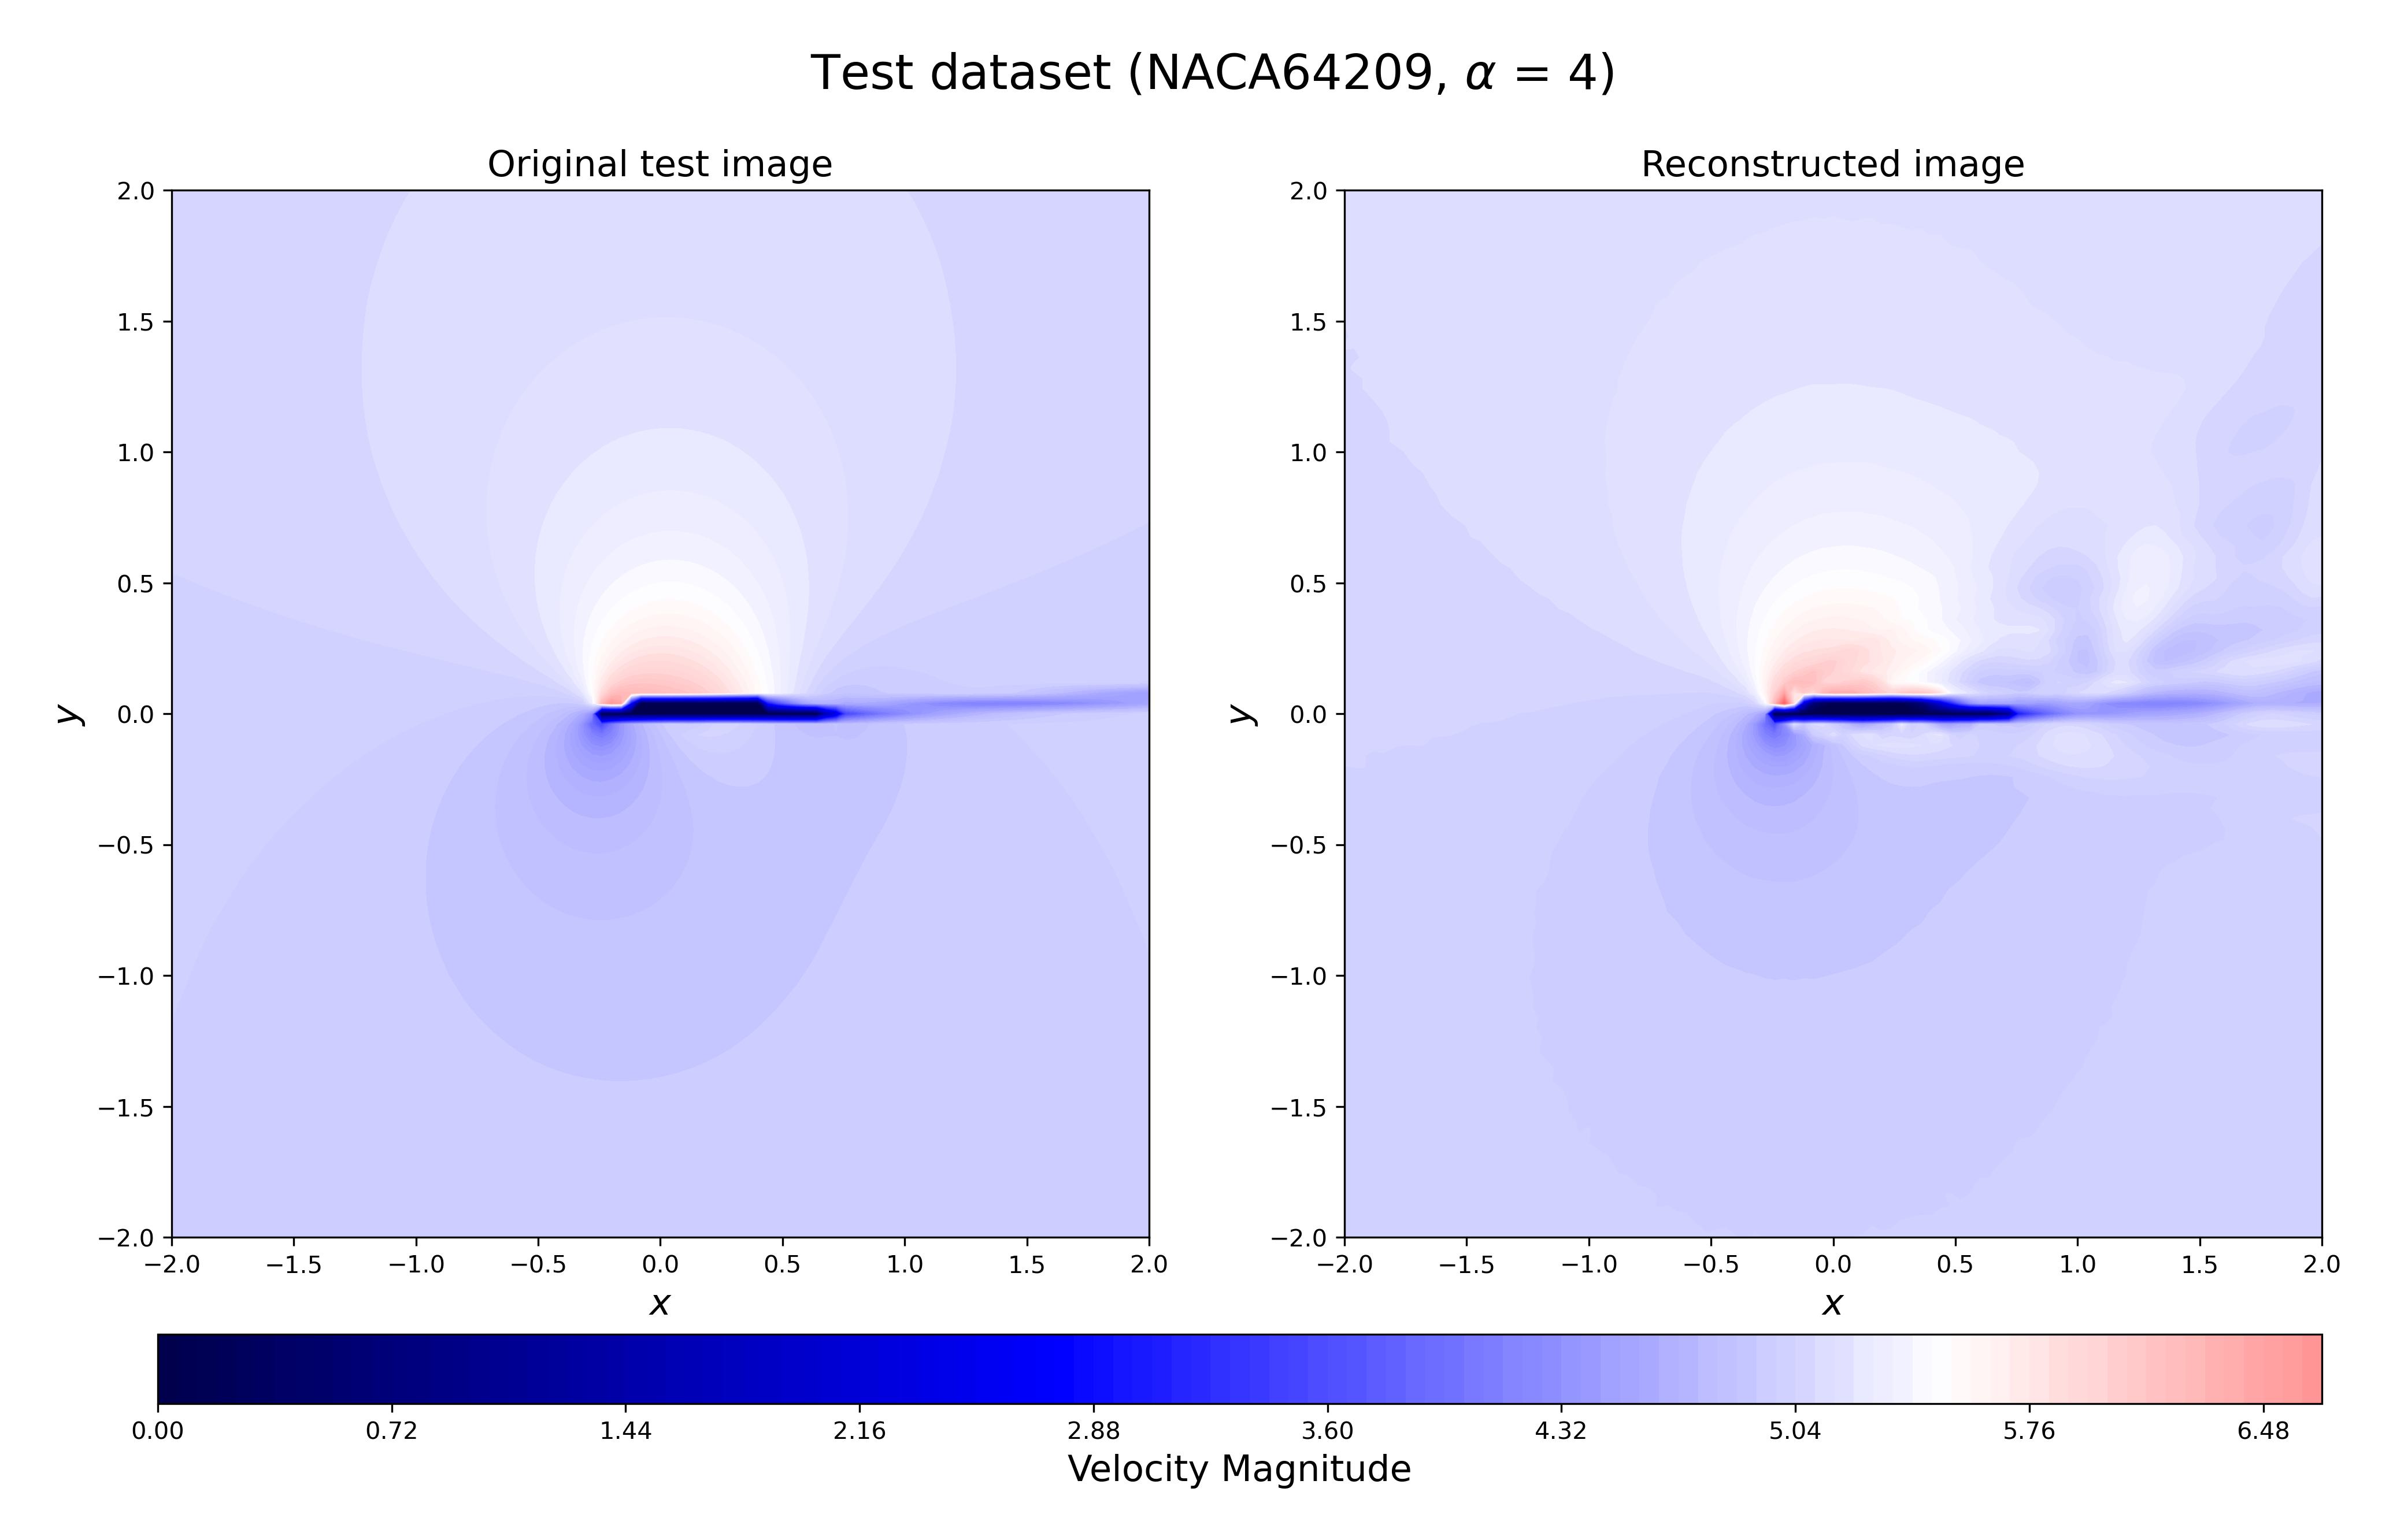 Test dataset (NACA64209, α = 4)
Original test image
Reconstructed image
2.0
1.5
1.0
0.5
0.0
−0.5
−1.0
−1.5
−2.0
y
−2.0 −1.5 −1.0 −0.5 0.0 0.5 1.0 1.5 2.0
x
2.0
1.5
1.0
0.5
0.0
−0.5
−1.0
−1.5
−2.0
y
−2.0 −1.5 −1.0 −0.5 0.0 0.5 1.0 1.5 2.0
x
0.00 0.72 1.44 2.16 2.88 3.60 4.32 5.04 5.76 6.48
Velocity Magnitude